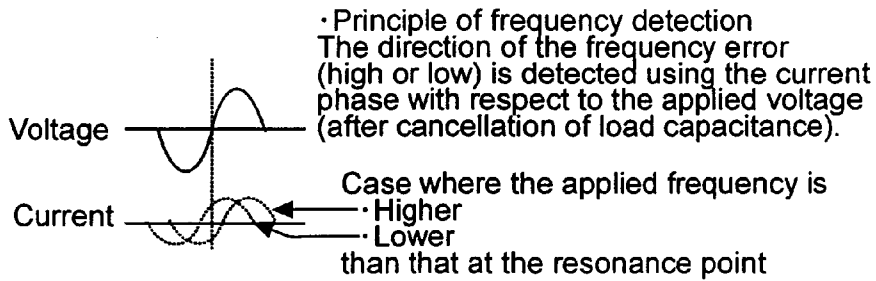 ·Principle of frequency detection
The direction of the frequency error
(high or low) is detected using the current
phase with respect to the applied voltage
(after cancellation of load capacitance).
Voltage
Case where the applied frequency is
Current
·Higher
·Lower
than that at the resonance point